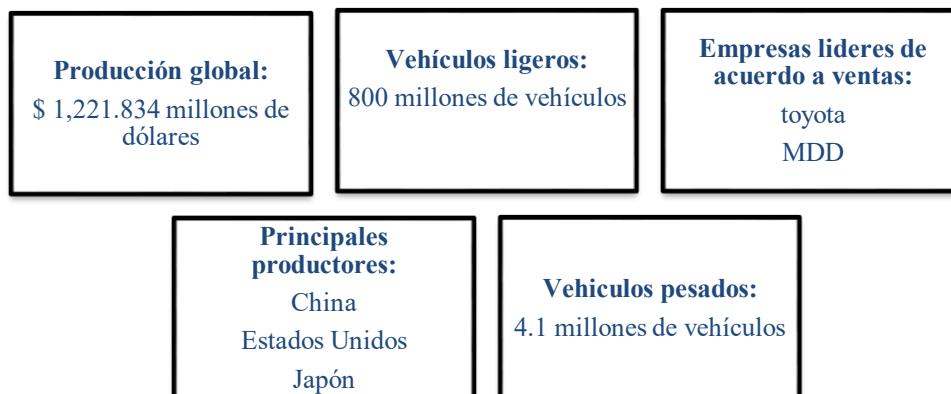 Producción global:
$ 1,221.834 millones de
dólares
Vehículos ligeros:
800 millones de vehículos
Empresas lideres de
acuerdo a ventas:
toyota
MDD
Principales
productores:
China
Estados Unidos
Japón
Vehiculos pesados:
4.1 millones de vehículos